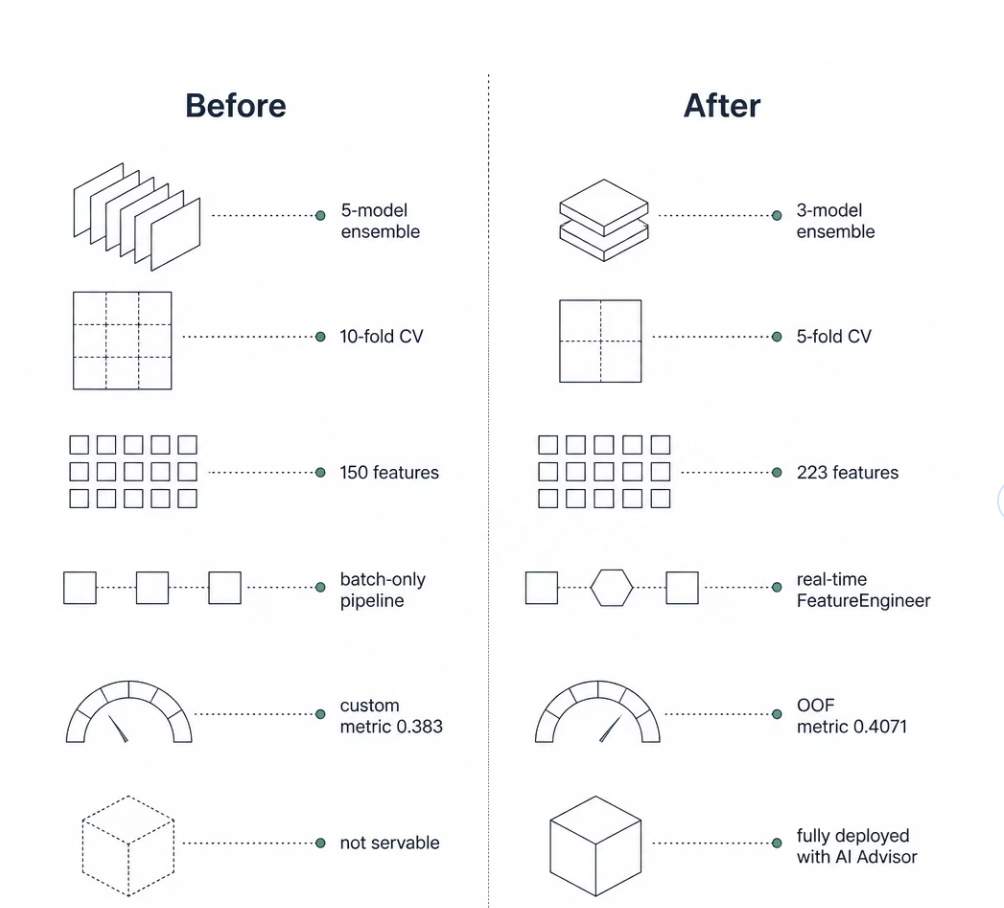 Before
After
5-model
ensemble
3-model
ensemble
10-fold CV
5-fold CV
150 features
223 features
batch-only
pipeline
real-time
FeatureEngineer
custom
metric 0.383
OOF
metric 0.4071
not servable
fully deployed
with AI Advisor